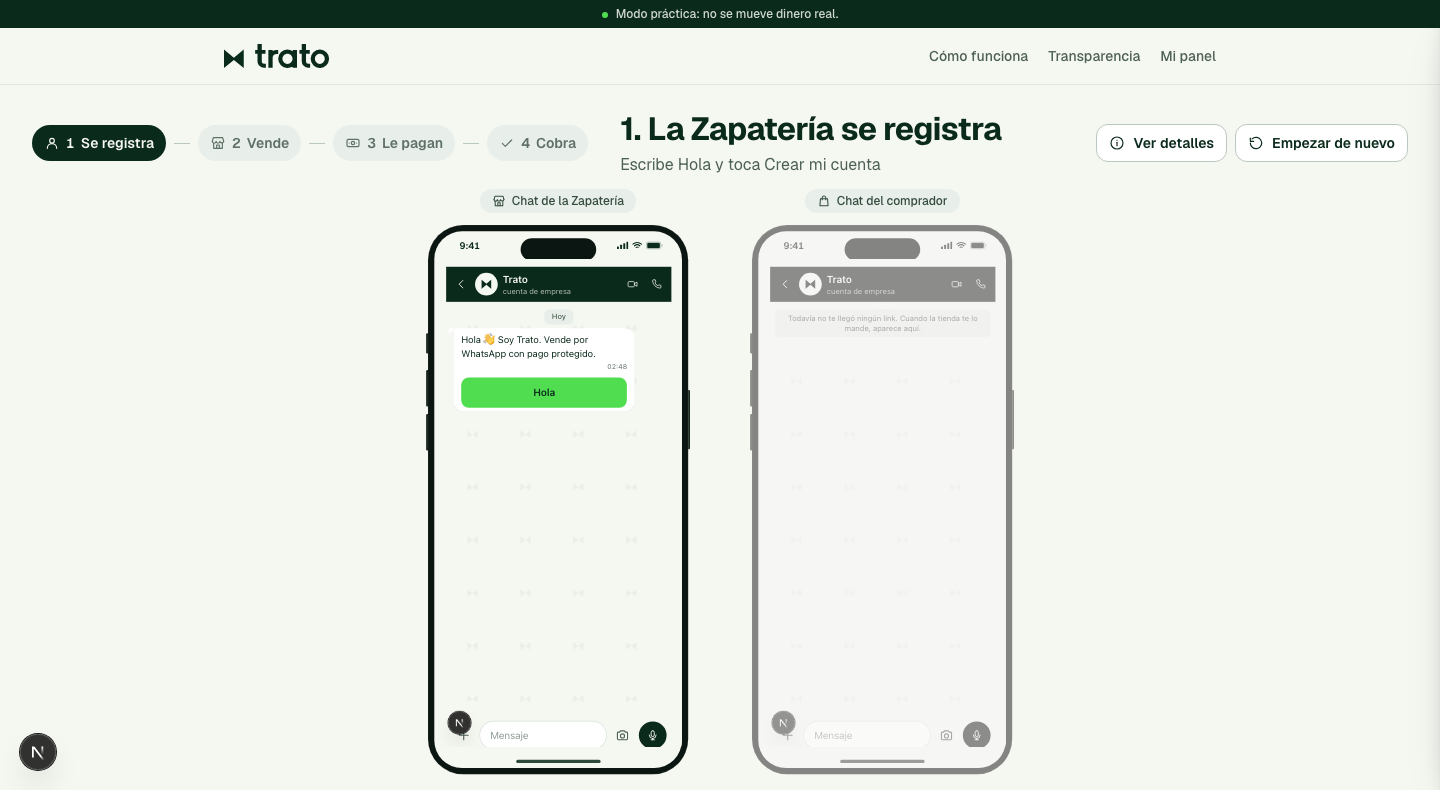 Modo práctica: no se mueve dinero real.
trato
Cómo funciona
Transparencia
Mi panel
1 Se registra
2 Vende
3 Le pagan
4 Cobra
1. La Zapatería se registra
Escribe Hola y toca Crear mi cuenta
Ver detalles
Empezar de nuevo
Chat de la Zapatería
9:41
Trato
cuenta de empresa
Hoy
Hola 👋 Soy Trato. Vende por
WhatsApp con pago protegido.
02:48
Hola
N
Mensaje
Chat del comprador
9:41
Trato
cuenta de empresa
Todavía no te llegó ningún link. Cuando la tienda te lo
mande, aparece aquí.
N
Mensaje
N